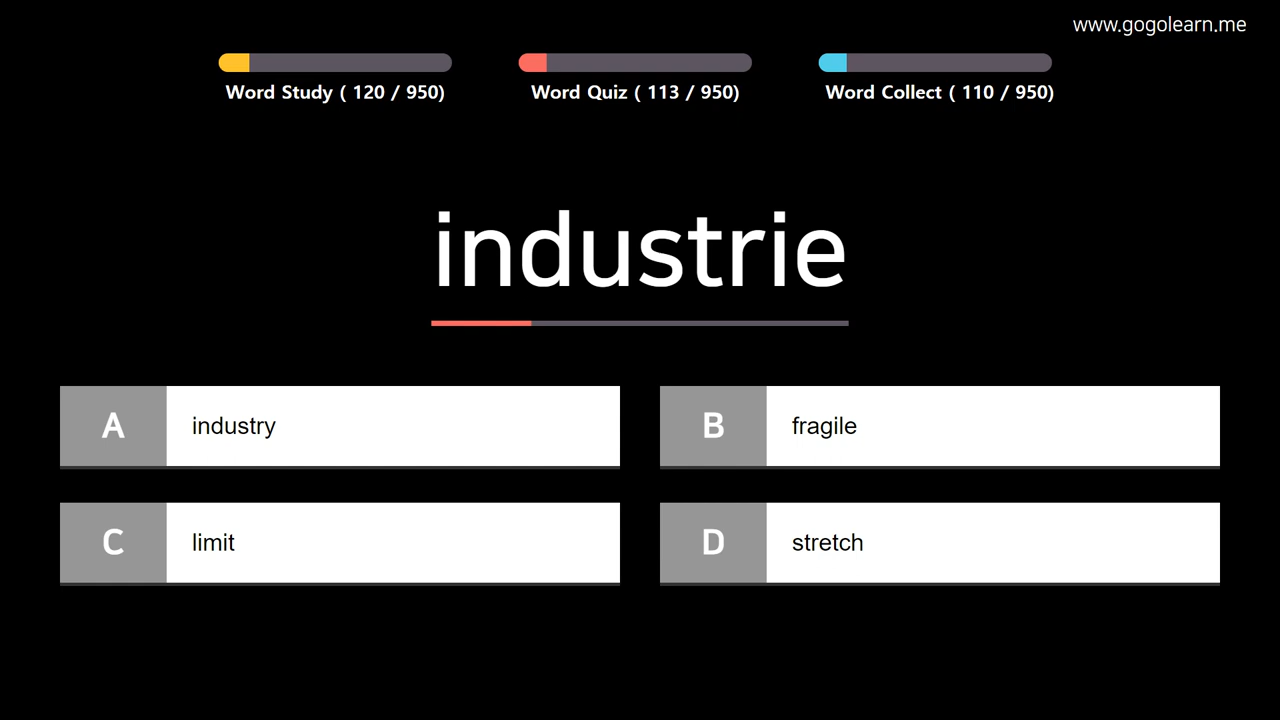 www.gogolearn.me
Word Study ( 120 / 950)
Word Quiz ( 113 / 950)
Word Collect ( 110 / 950)
industrie
A industry
B fragile
C limit
D stretch